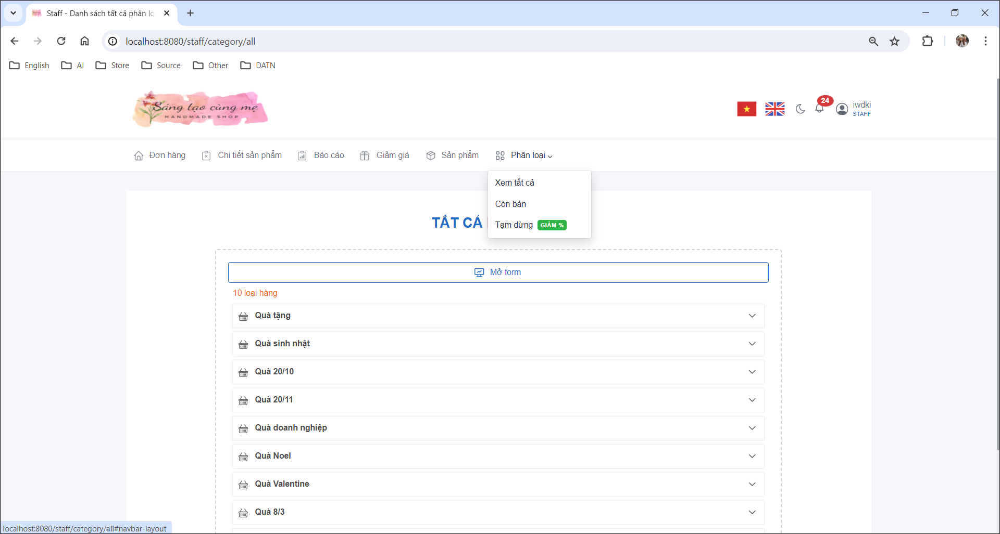 Staff - Danh sách tất cả phân lo
localhost:8080/staff/category/all
English
AI
Store
Source
Other
DATN
Sáng tạo cùng mẹ
HANDMADE SHOP
24
iwdki
STAFF
Đơn hàng
Chi tiết sản phẩm
Báo cáo
Giảm giá
Sản phẩm
Phân loại
Xem tất cả
Còn bán
Tạm dừng GIẢM %
TẤT CẢ
Mở form
10 loại hàng
Quà tặng
Quà sinh nhật
Quà 20/10
Quà 20/11
Quà doanh nghiệp
Quà Noel
Quà Valentine
Quà 8/3
localhost:8080/staff/category/all#navbar-layout